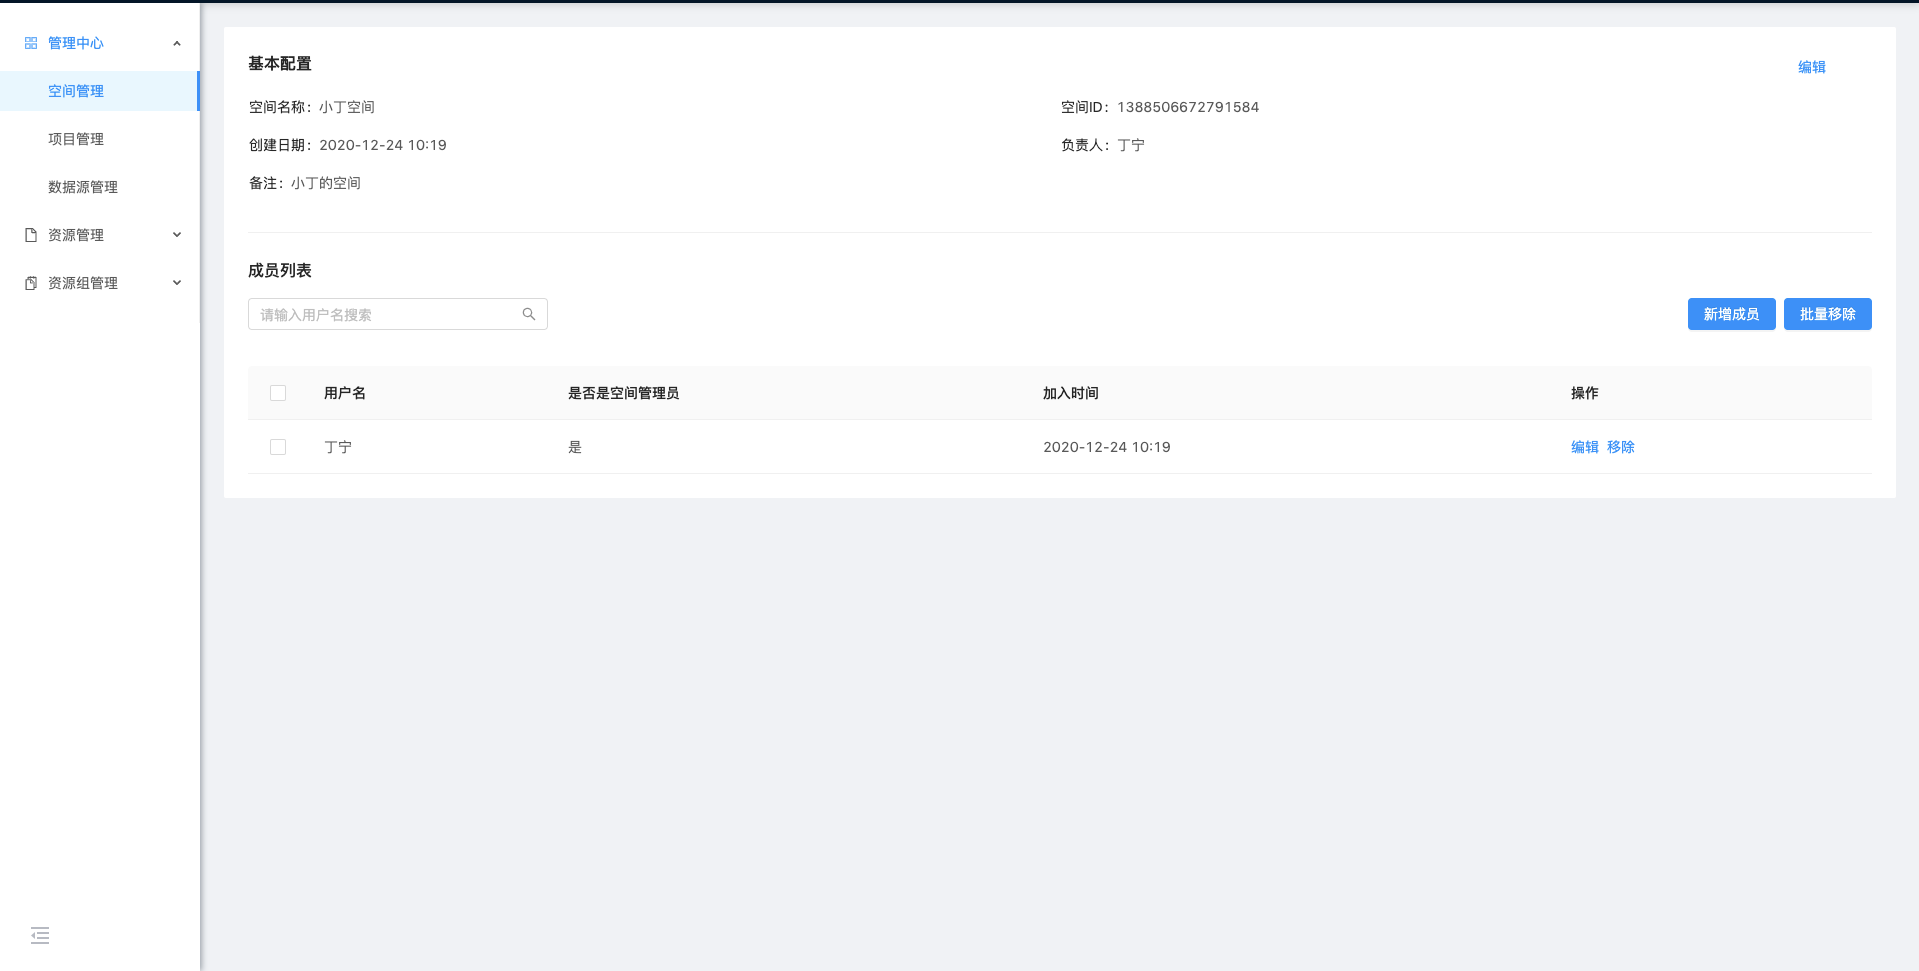 管理中心
空间管理
项目管理
数据源管理
资源管理
资源组管理
基本配置
编辑
空间名称：小丁空间
空间ID：1388506672791584
创建日期：2020-12-24 10:19
负责人：丁宁
备注：小丁的空间
成员列表
请输入用户名搜索
新增成员
批量移除
用户名 是否是空间管理员 加入时间 操作
丁宁 是 2020-12-24 10:19 编辑 移除